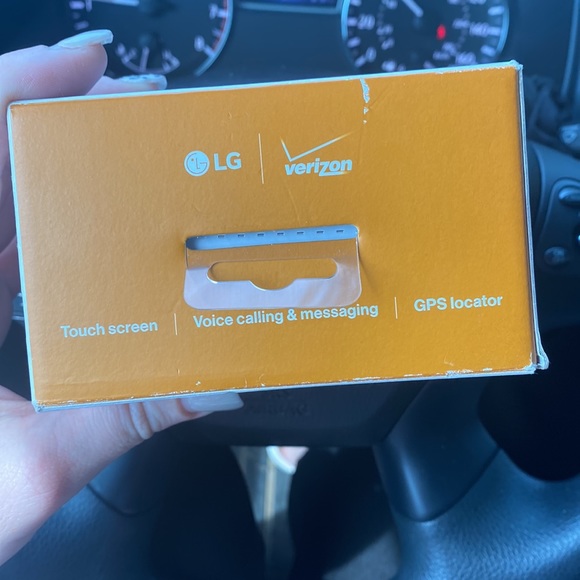 LG
verizon
Touch screen
Voice calling & messaging
GPS locator